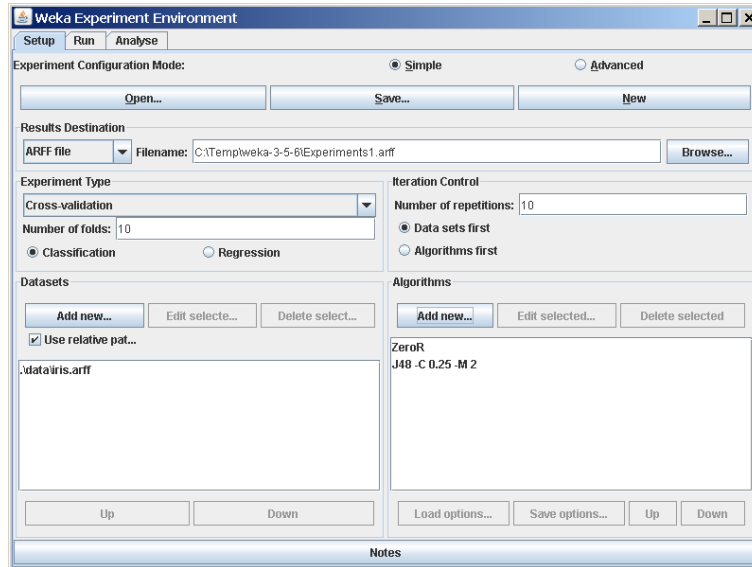 Weka Experiment Environment
Setup Run Analyse
Experiment Configuration Mode: Simple Advanced
Open... Save... New
Results Destination
ARFF file Filename: C:\Temp\weka-3-5-6\Experiments1.arff Browse...
Experiment Type
Cross-validation
Number of folds: 10
Classification Regression
Iteration Control
Number of repetitions: 10
Data sets first
Algorithms first
Datasets
Add new... Edit selecte... Delete select...
Use relative pat...
.\data\iris.arff
Up Down
Algorithms
Add new... Edit selected... Delete selected
ZeroR
J48 -C 0.25 -M 2
Load options... Save options... Up Down
Notes